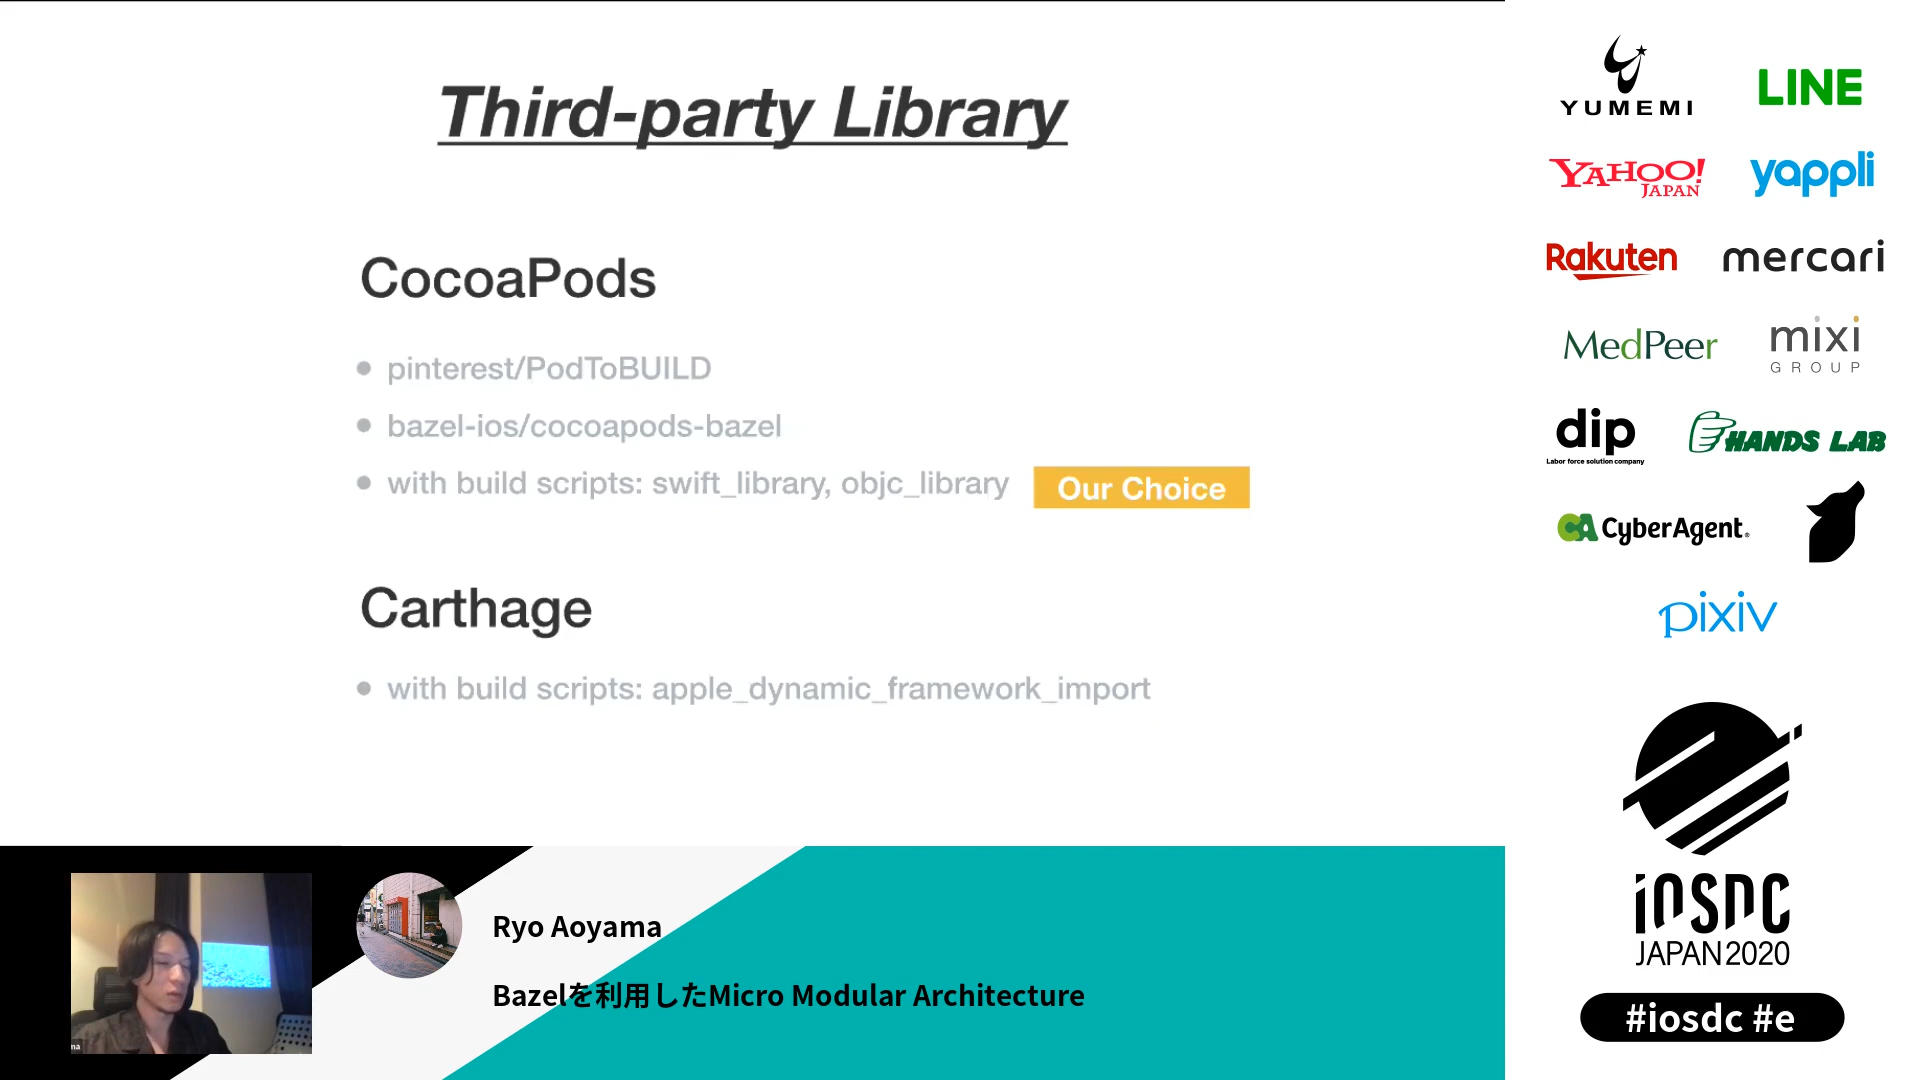 Third-party Library
CocoaPods
pinterest/PodToBUILD
bazel-ios/cocoapods-bazel
with build scripts: swift_library, objc_library
Our Choice
Carthage
with build scripts: apple_dynamic_framework_import
ma
Ryo Aoyama
Bazelを利用したMicro Modular Architecture
YUMEMI
LINE
YAHOO!
JAPAN
yappli
Rakuten
mercari
MedPeer
mixi
GROUP
dip
Labor force solution company
HANDS LAB
CA CyberAgent®
pixiv
iOSDC
JAPAN 2020
#iosdc #e